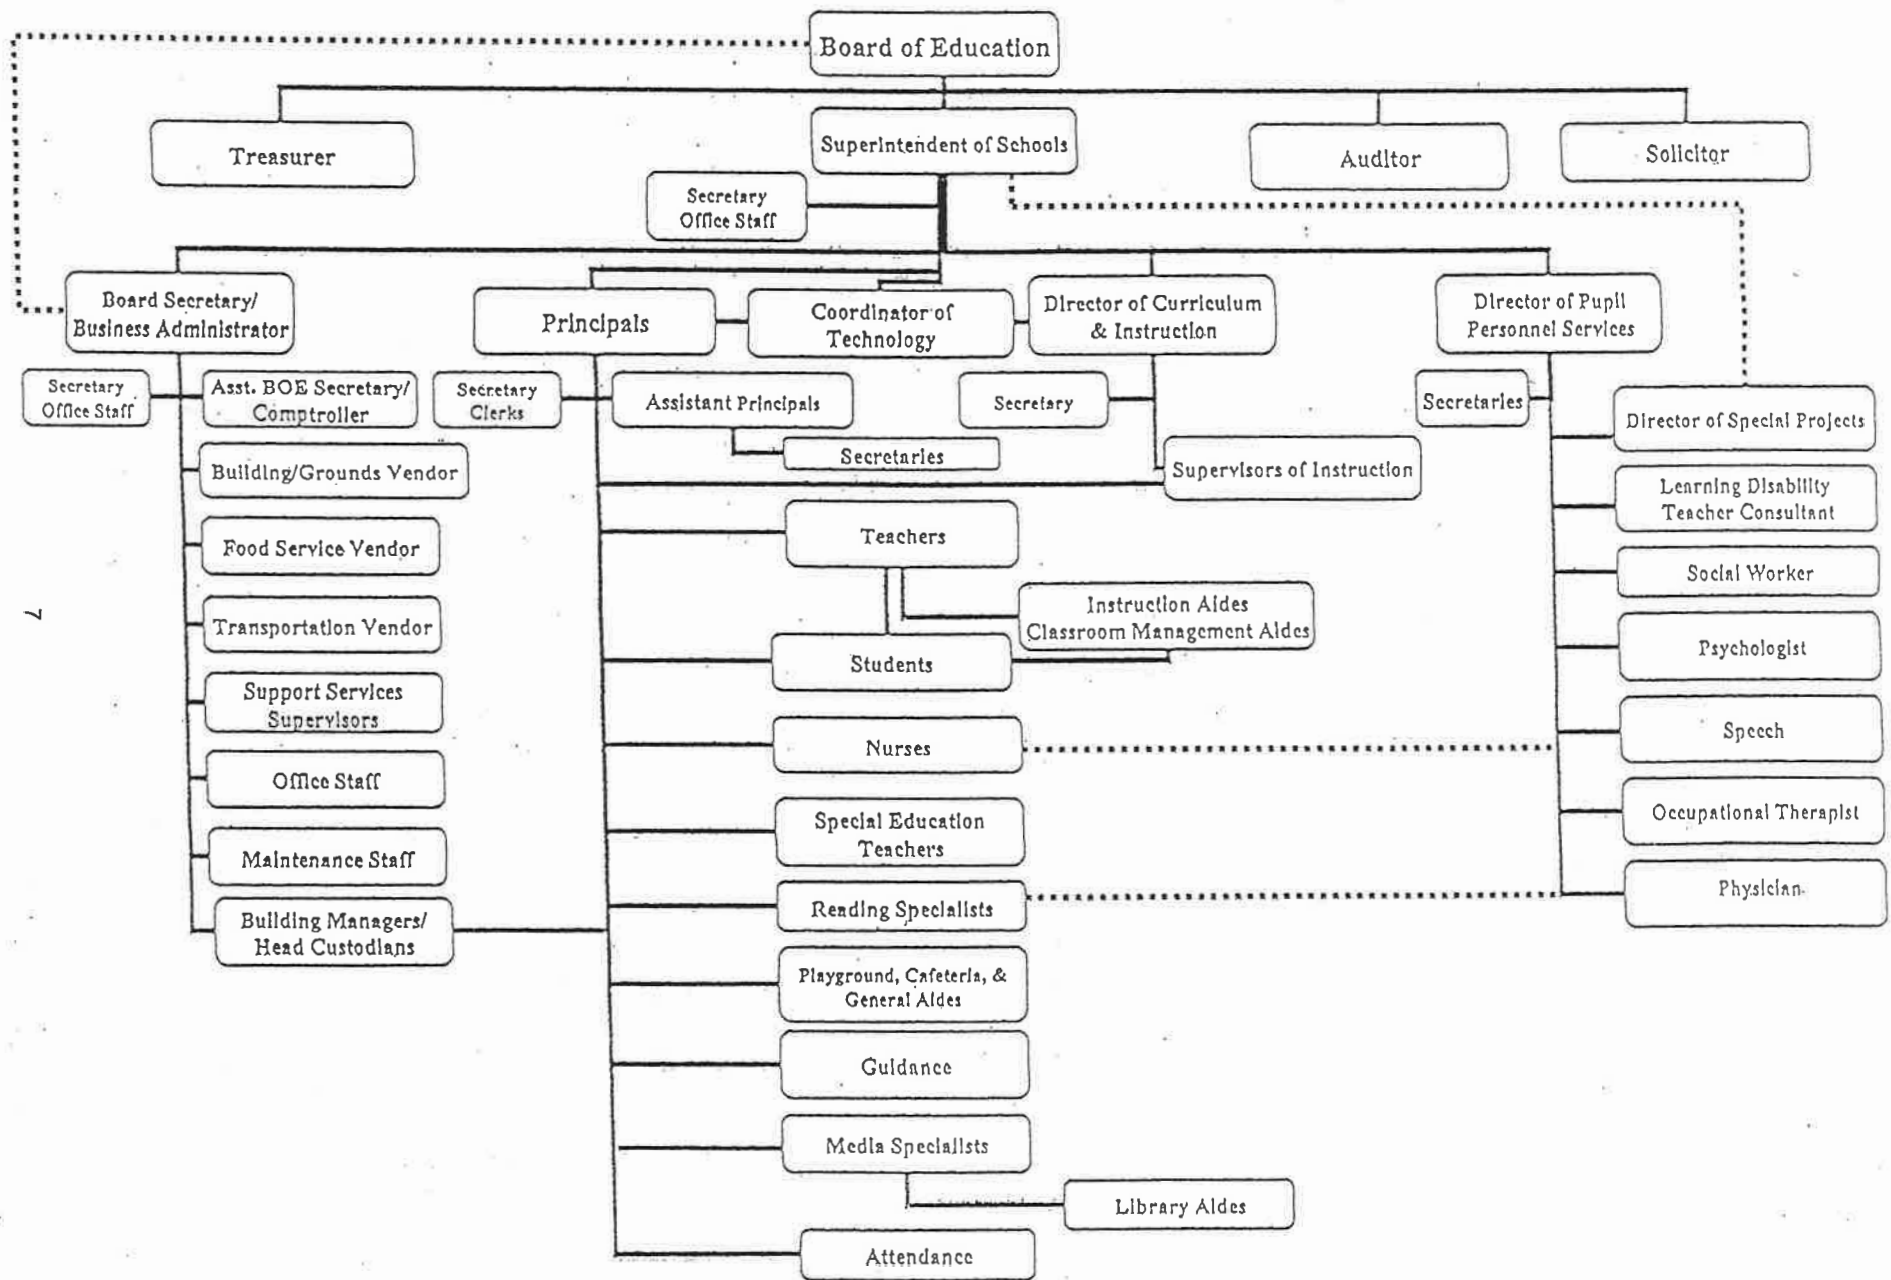 Board of Education
Treasurer
Superintendent of Schools
Auditor
Solicitor
Secretary
Office Staff
Board Secretary/
Business Administrator
Principals
Coordinator of
Technology
Director of Curriculum
& Instruction
Director of Pupil
Personnel Services
Secretary
Office Staff
Asst. BOE Secretary/
Comptroller
Secretary
Clerks
Assistant Principals
Secretaries
Secretary
Supervisors of Instruction
Secretaries
Director of Special Projects
Building/Grounds Vendor
Food Service Vendor
Transportation Vendor
Support Services
Supervisors
Office Staff
Maintenance Staff
Building Managers/
Head Custodians
Teachers
Instruction Aides
Classroom Management Aides
Students
Nurses
Special Education
Teachers
Reading Specialists
Playground, Cafeteria, &
General Aides
Guidance
Media Specialists
Library Aides
Attendance
Learning Disability
Teacher Consultant
Social Worker
Psychologist
Speech
Occupational Therapist
Physician
7